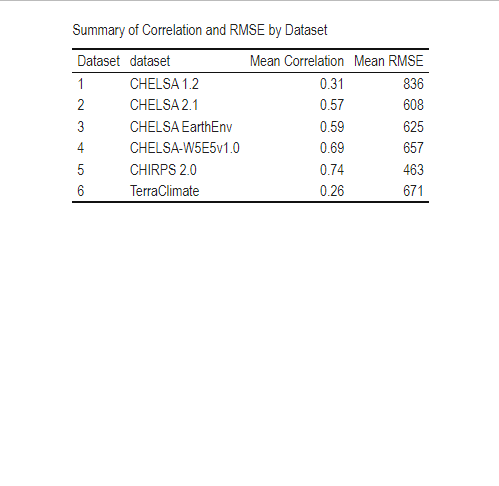 Summary of Correlation and RMSE by Dataset
Dataset dataset Mean Correlation Mean RMSE
1 CHELSA 1.2 0.31 836
2 CHELSA 2.1 0.57 608
3 CHELSA EarthEnv 0.59 625
4 CHELSA-W5E5v1.0 0.69 657
5 CHIRPS 2.0 0.74 463
6 TerraClimate 0.26 671